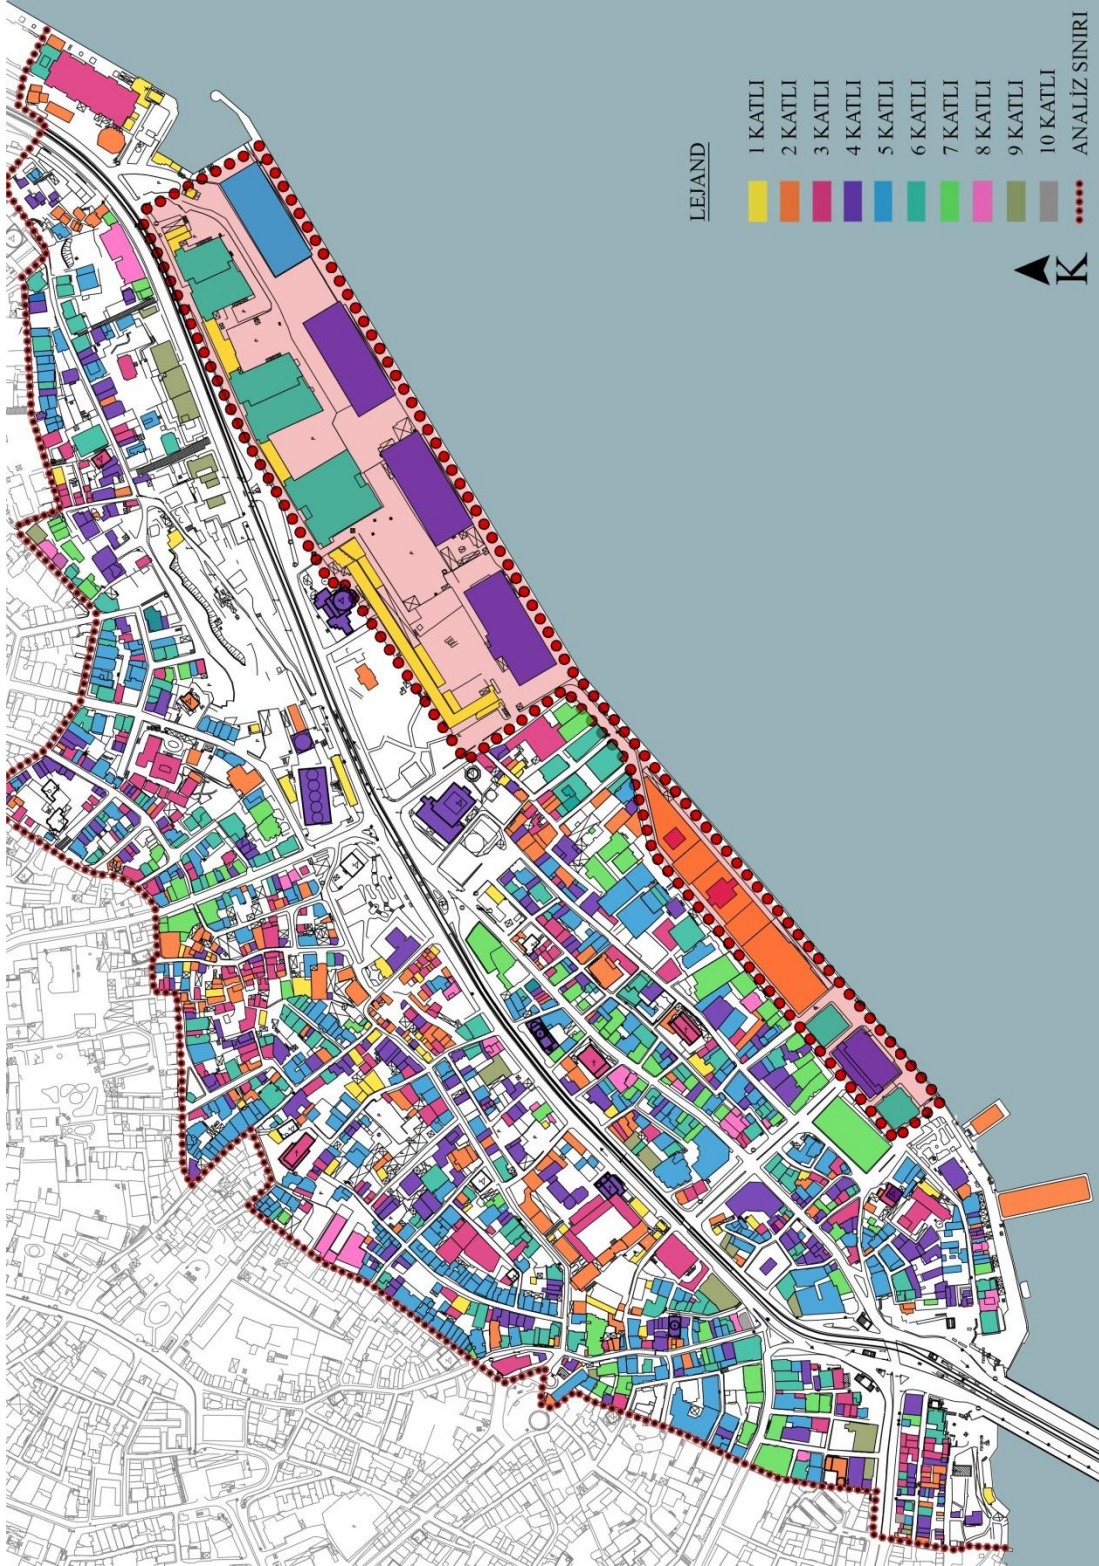 LEJAND
1 KATLI
2 KATLI
3 KATLI
4 KATLI
5 KATLI
6 KATLI
7 KATLI
8 KATLI
9 KATLI
10 KATLI
ANALİZ SINIRI
K